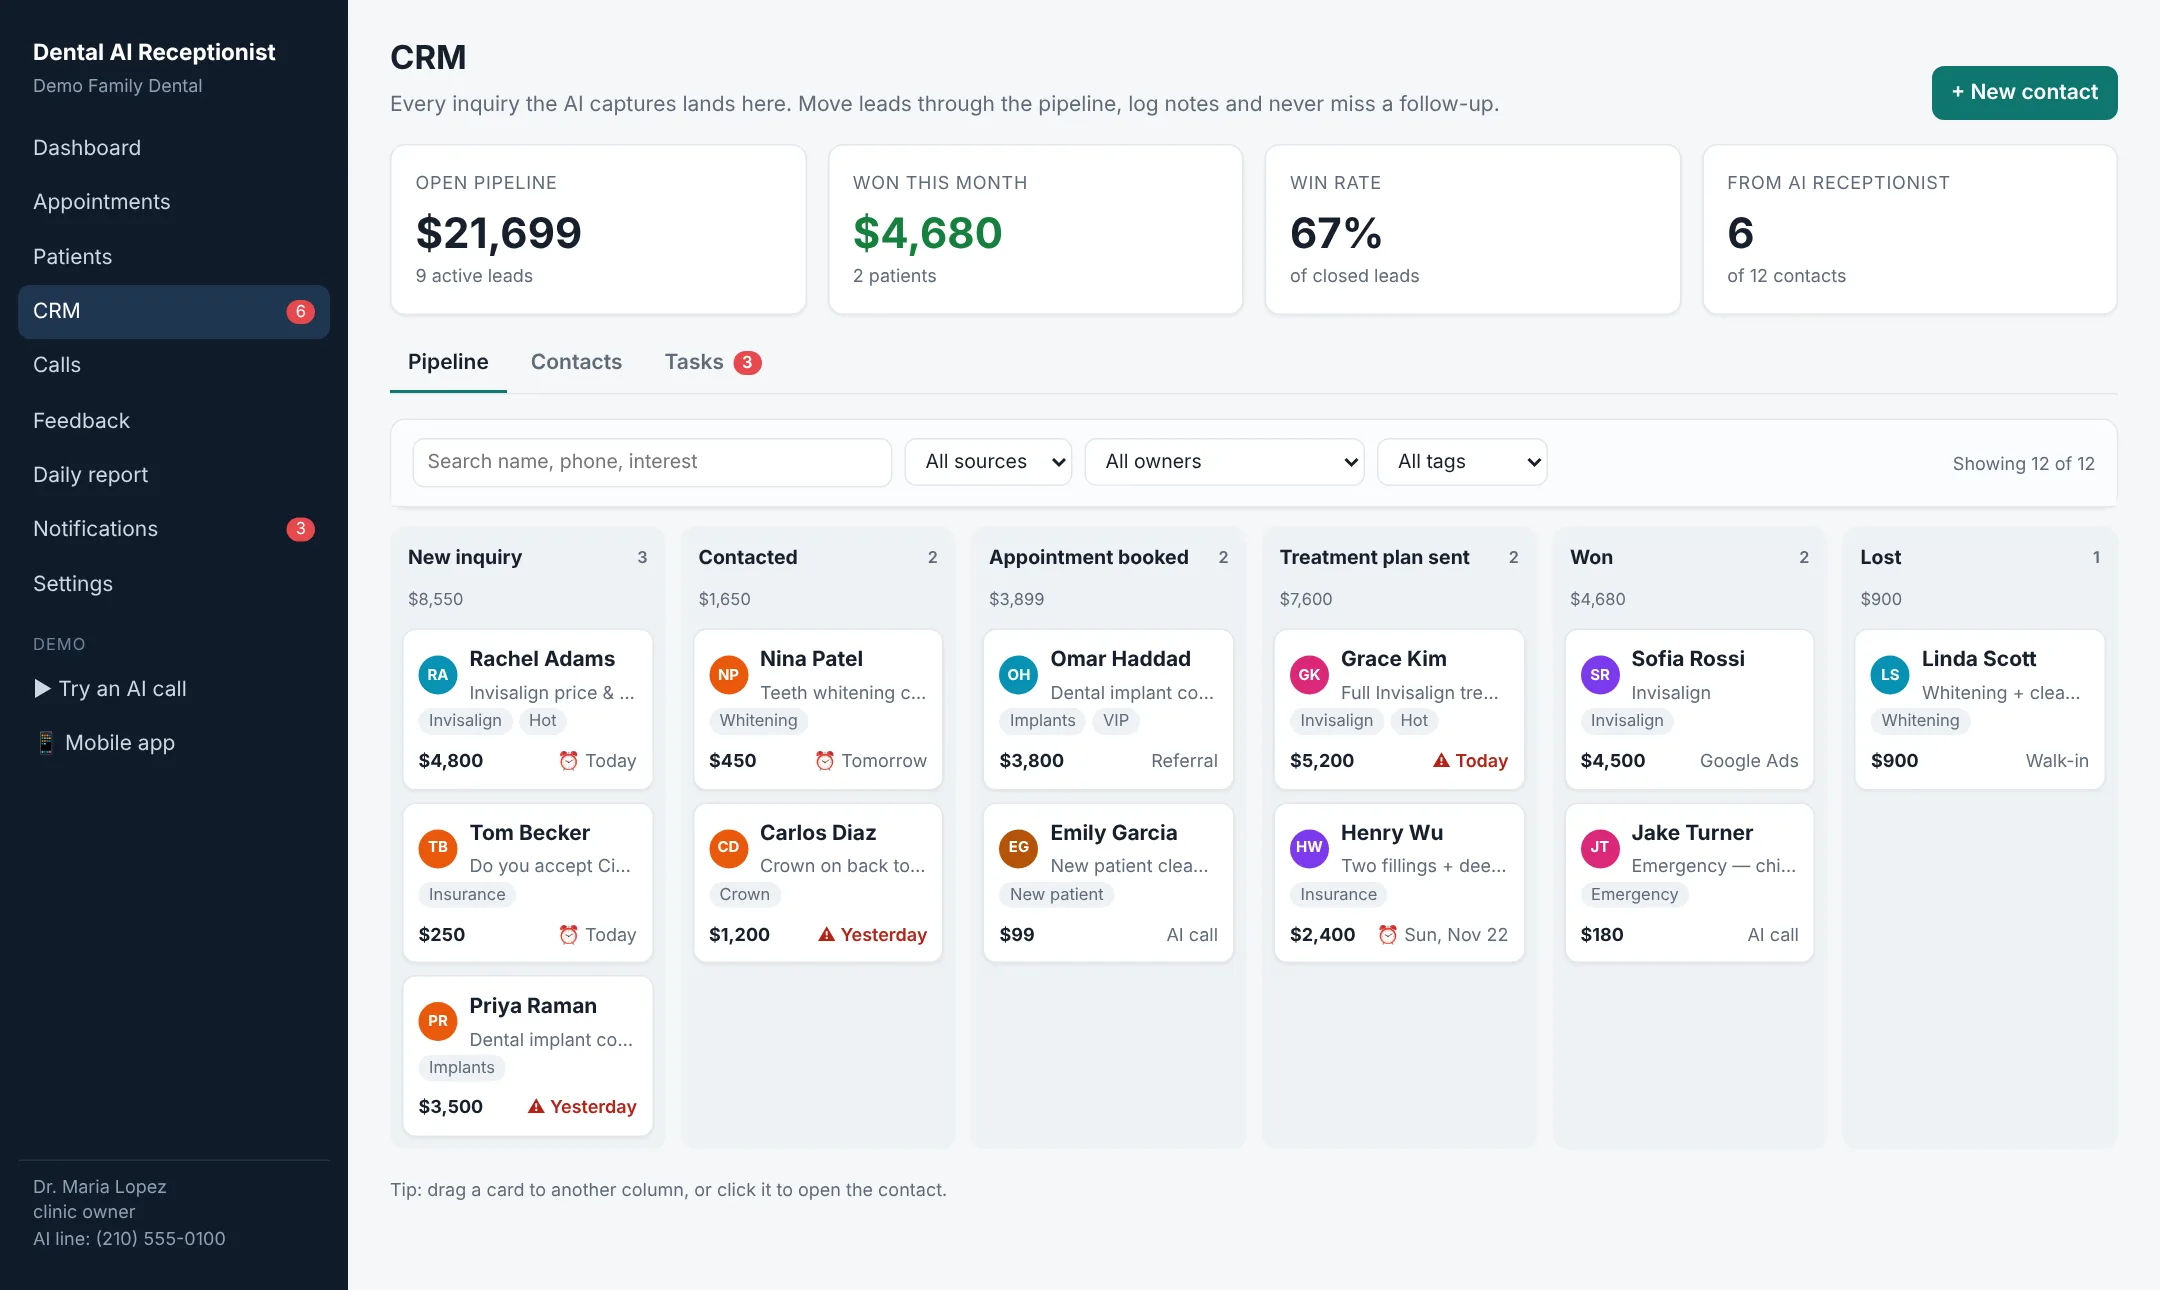 Dental AI Receptionist
Demo Family Dental
Dashboard
Appointments
Patients
CRM 6
Calls
Feedback
Daily report
Notifications 3
Settings
DEMO
▶ Try an AI call
📱 Mobile app
Dr. Maria Lopez
clinic owner
AI line: (210) 555-0100
CRM
Every inquiry the AI captures lands here. Move leads through the pipeline, log notes and never miss a follow-up.
+ New contact
OPEN PIPELINE
$21,699
9 active leads
WON THIS MONTH
$4,680
2 patients
WIN RATE
67%
of closed leads
FROM AI RECEPTIONIST
6
of 12 contacts
Pipeline Contacts Tasks 3
Search name, phone, interest All sources All owners All tags Showing 12 of 12
New inquiry 3
$8,550
RA Rachel Adams
Invisalign price & ...
Invisalign Hot
$4,800 ⏰ Today
TB Tom Becker
Do you accept Ci...
Insurance
$250 ⏰ Today
PR Priya Raman
Dental implant co...
Implants
$3,500 ⚠ Yesterday
Contacted 2
$1,650
NP Nina Patel
Teeth whitening c...
Whitening
$450 ⏰ Tomorrow
CD Carlos Diaz
Crown on back to...
Crown
$1,200 ⚠ Yesterday
Appointment booked 2
$3,899
OH Omar Haddad
Dental implant co...
Implants VIP
$3,800 Referral
EG Emily Garcia
New patient clea...
New patient
$99 AI call
Treatment plan sent 2
$7,600
GK Grace Kim
Full Invisalign tre...
Invisalign Hot
$5,200 ⚠ Today
HW Henry Wu
Two fillings + dee...
Insurance
$2,400 ⏰ Sun, Nov 22
Won 2
$4,680
SR Sofia Rossi
Invisalign
Invisalign
$4,500 Google Ads
JT Jake Turner
Emergency — chi...
Emergency
$180 AI call
Lost 1
$900
LS Linda Scott
Whitening + clea...
Whitening
$900 Walk-in
Tip: drag a card to another column, or click it to open the contact.